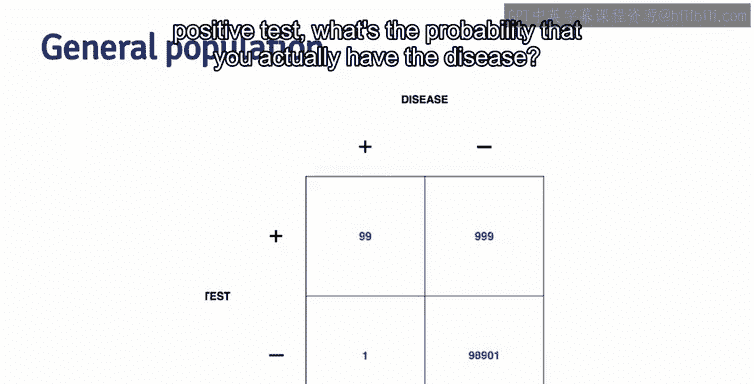 positive test, what's the probability that
General population
you actually have the disease?
DISEASE
+ −
+ 99 999
TEST
− 1 98901